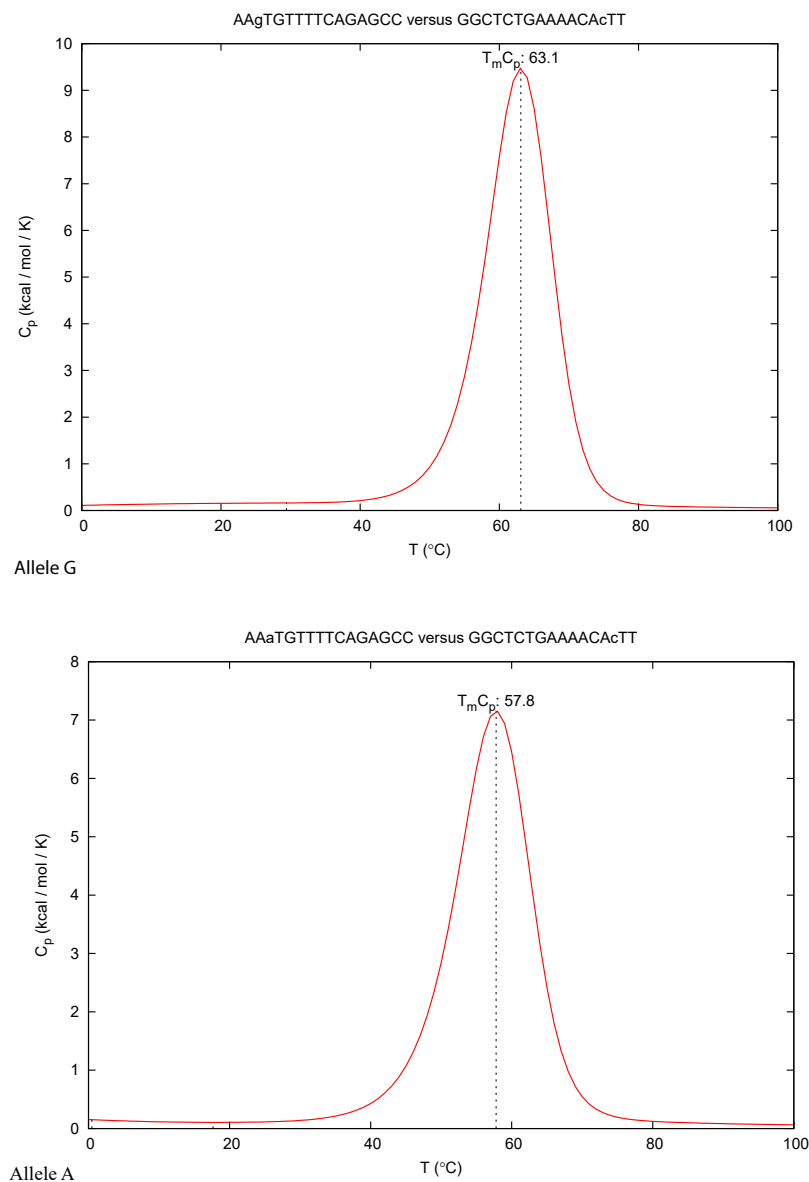 AAgTGTTTTCAGAGCC versus GGCTCTGAAAACAcTT
TmCp: 63.1
10
9
8
7
6
5
4
3
2
1
0
Cp (kcal / mol / K)
0 20 40 60 80 100
T (°C)
Allele G
AAaTGTTTTCAGAGCC versus GGCTCTGAAAACAcTT
TmCp: 57.8
8
7
6
5
4
3
2
1
0
Cp (kcal / mol / K)
0 20 40 60 80 100
T (°C)
Allele A